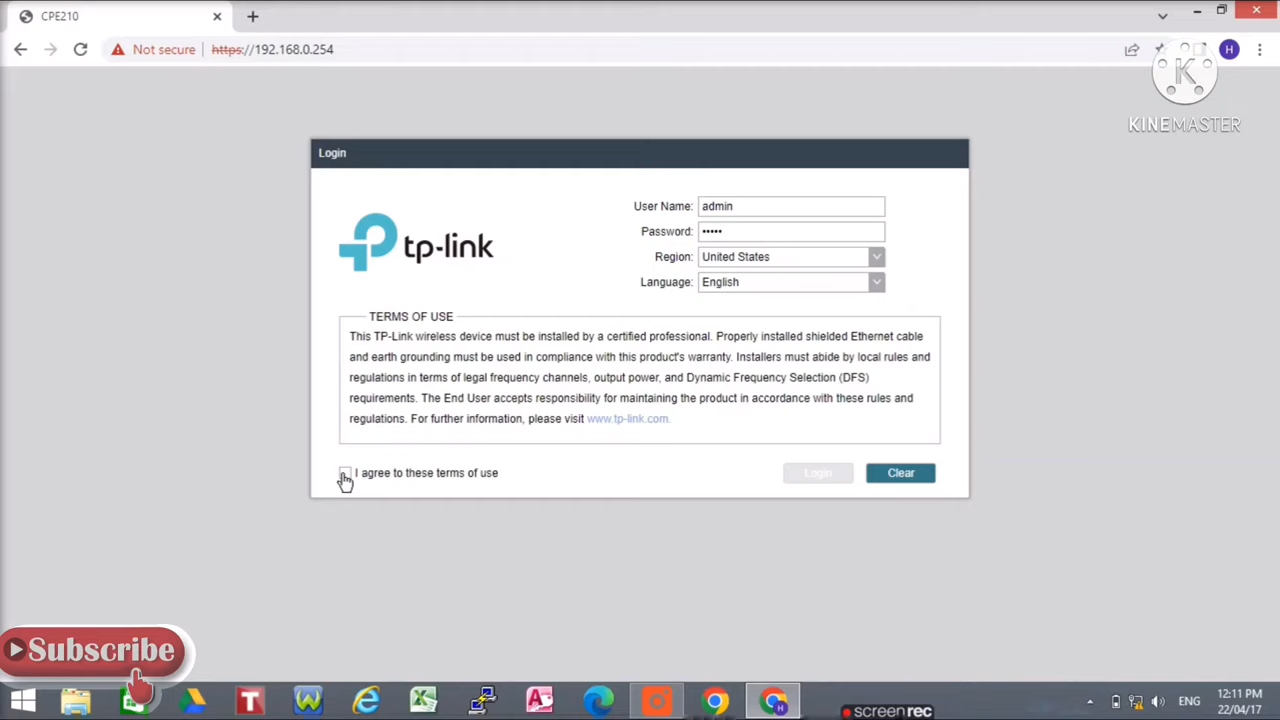 CPE210
Not secure
https://192.168.0.254
H
K
KINEMASTER
Login
tp-link
User Name: admin
Password: •••••
Region: United States
Language: English
TERMS OF USE
This TP-Link wireless device must be installed by a certified professional. Properly installed shielded Ethernet cable
and earth grounding must be used in compliance with this product's warranty. Installers must abide by local rules and
regulations in terms of legal frequency channels, output power, and Dynamic Frequency Selection (DFS)
requirements. The End User accepts responsibility for maintaining the product in accordance with these rules and
regulations. For further information, please visit www.tp-link.com.
I agree to these terms of use
Login Clear
Subscribe
ENG
12:11 PM
22/04/17
screenrec